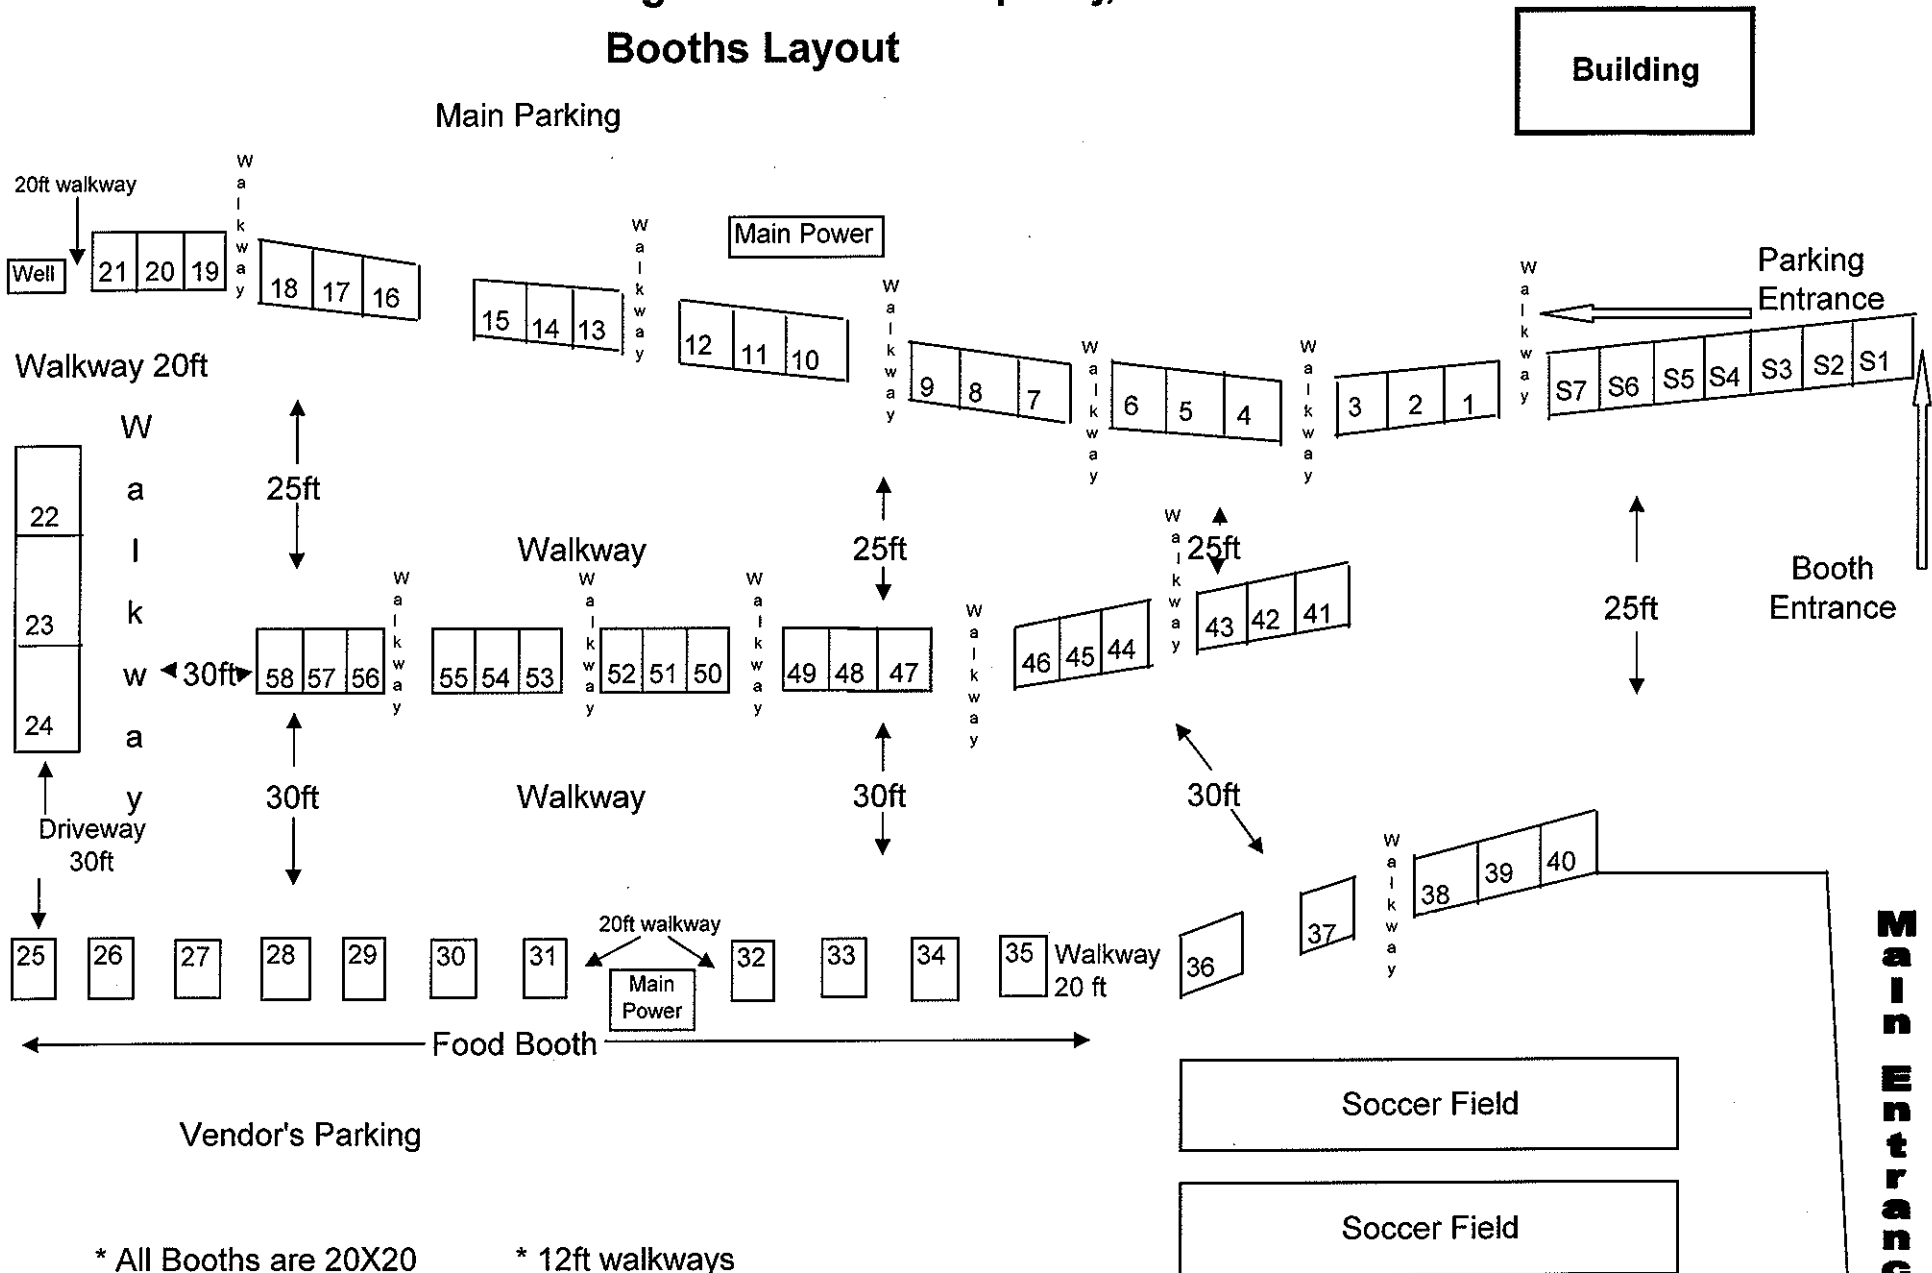 Booths Layout
Building
Main Parking
20ft walkway
Walkway
Walkway
Main Power
Well
21 20 19
18 17 16
15 14 13
12 11 10
Walkway
9 8 7
Walkway
6 5 4
Walkway
3 2 1
Walkway
Parking
Entrance
S7 S6 S5 S4 S3 S2 S1
Walkway 20ft
Walkway
22
23
24
25ft
Walkway
25ft
Walkway
25ft
25ft
Booth
Entrance
30ft
58 57 56
Walkway
55 54 53
Walkway
52 51 50
Walkway
49 48 47
Walkway
46 45 44
43 42 41
30ft
Walkway
30ft
30ft
Driveway
30ft
Walkway
38 39 40
37
36
25 26 27 28 29 30 31
20ft walkway
Main
Power
32 33 34 35
Walkway
20 ft
Food Booth
Vendor's Parking
Soccer Field
Soccer Field
* All Booths are 20X20
* 12ft walkways